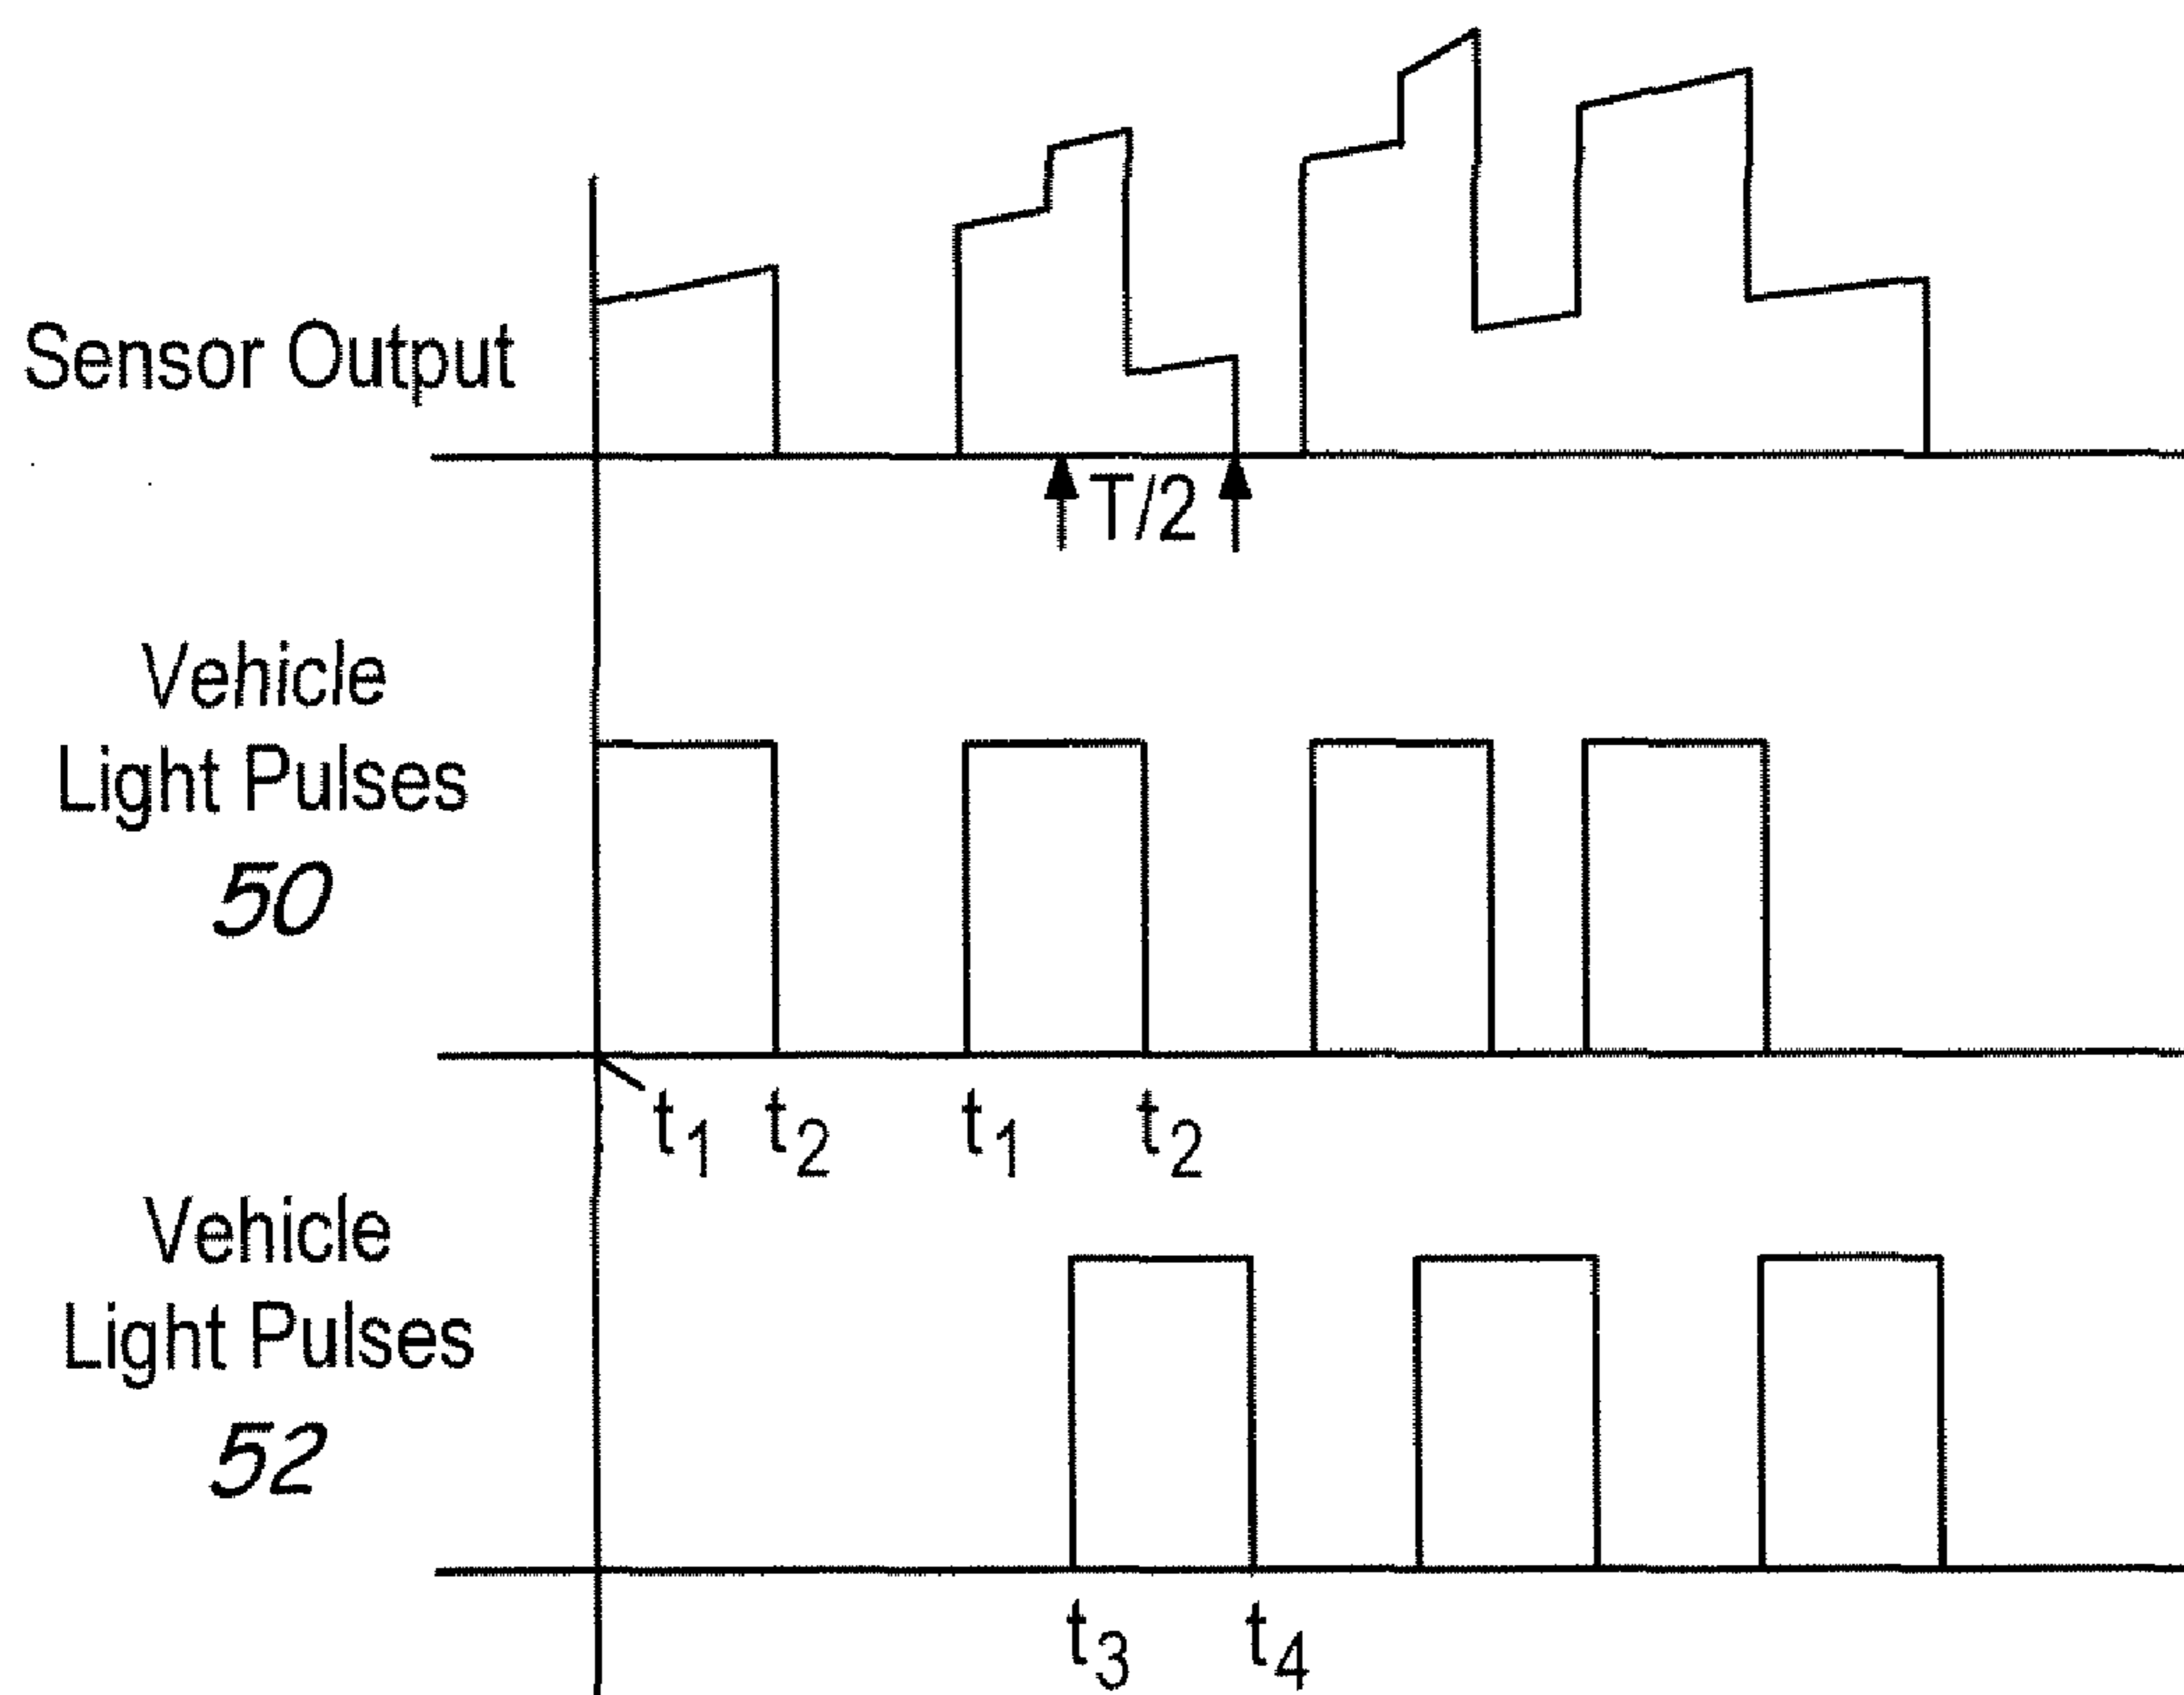 Sensor Output
T/2
Vehicle
Light Pulses
50
t1 t2 t1 t2
Vehicle
Light Pulses
52
t3 t4